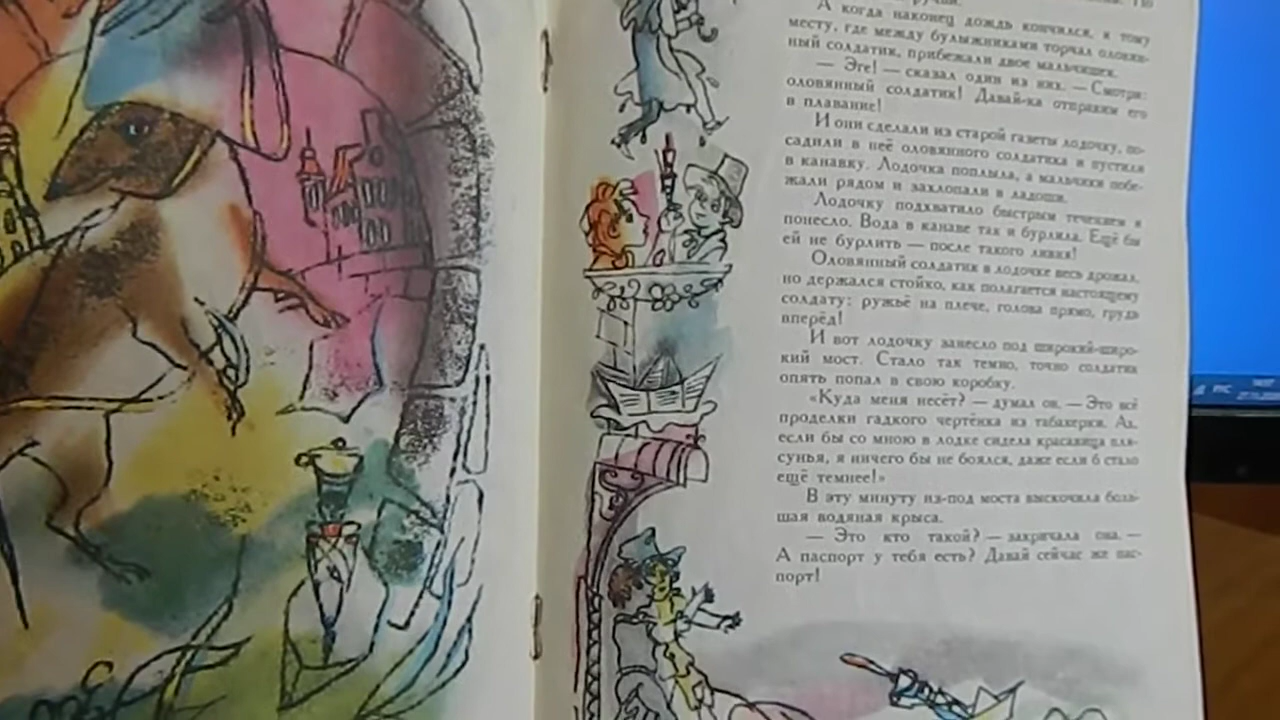 А когда наконец дождь кончился, к тому
месту, где между булыжниками торчал оловян-
ный солдатик, прибежали двое мальчишек.
— Эге! — сказал один из них. — Смотри:
оловянный солдатик! Давай-ка отправим его
в плавание!
И они сделали из старой газеты лодочку, по-
садили в неё оловянного солдатика и пустили
в канавку. Лодочка поплыла, а мальчики побе-
жали рядом и захлопали в ладоши.
Лодочку подхватило быстрым течением и
понесло. Вода в канаве так и бурлила. Ещё бы
ей не бурлить — после такого ливня!
Оловянный солдатик в лодочке весь дрожал,
но держался стойко, как полагается настоящему
солдату: ружьё на плече, голова прямо, грудь
вперёд!
И вот лодочку занесло под широкий-широ-
кий мост. Стало так темно, точно солдатик
опять попал в свою коробку.
«Куда меня несёт? — думал он. — Это всё
проделки гадкого чертёнка из табакерки. Ах,
если бы со мною в лодке сидела красавица пля-
сунья, я ничего бы не боялся, даже если б стало
ещё темнее!»
В эту минуту из-под моста выскочила боль-
шая водяная крыса.
— Это кто такой? — закричала она. —
А паспорт у тебя есть? Давай сейчас же пас-
порт!
РУС